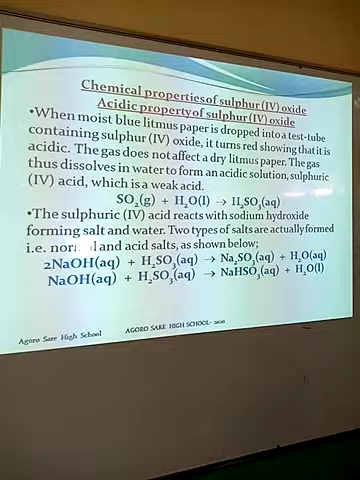 Chemical properties of sulphur (IV) oxide
Acidic property of sulphur (IV) oxide
•When moist blue litmus paper is dropped into a test-tube
containing sulphur (IV) oxide, it turns red showing that it is
acidic. The gas does not affect a dry litmus paper. The gas
thus dissolves in water to form an acidic solution, sulphuric
(IV) acid, which is a weak acid.
SO₂(g) + H₂O(l) → H₂SO₃(aq)
•The sulphuric (IV) acid reacts with sodium hydroxide
forming salt and water. Two types of salts are actually formed
i.e. and acid salts, as shown below;
2NaOH(aq) + H₂SO₃(aq) → Na₂SO₃(aq) + H₂O(aq)
NaOH(aq) + H₂SO₃(aq) → NaHSO₃(aq) + H₂O(l)
Agoro Sare High School
AGORO SARE HIGH SCHOOL- 2020